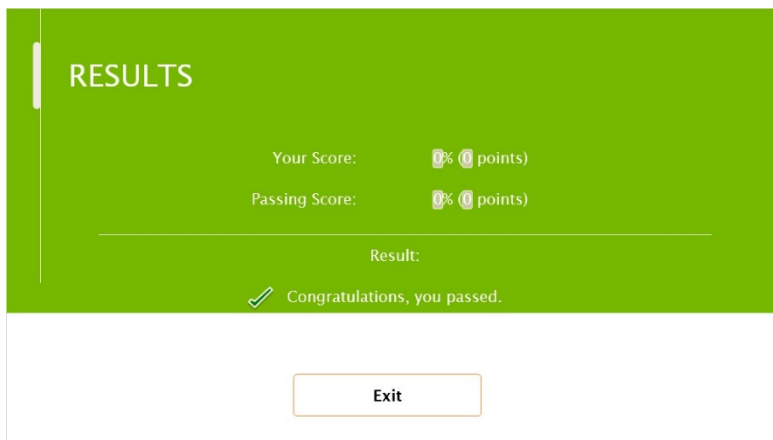 RESULTS
Your Score: 0% (0 points)
Passing Score: 0% (0 points)
Result:
Congratulations, you passed.
Exit